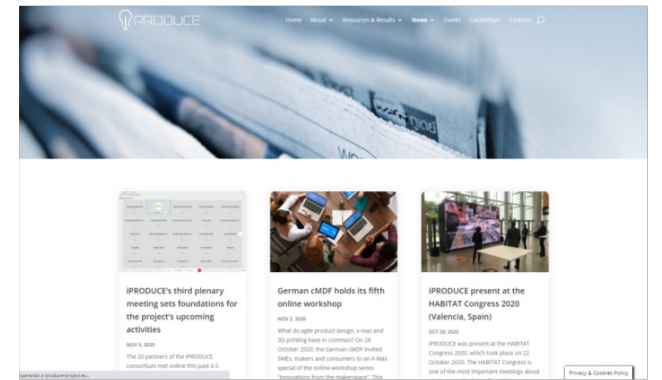 iPRODUCE
Home About Resources & Results News Events Consortium Contacts
iPRODUCE's third plenary
meeting sets foundations for
the project's upcoming
activities
NOV 9, 2020
The 20 partners of the iPRODUCE
consortium met online this past 4-5
German cMDF holds its fifth
online workshop
NOV 2, 2020
What do agile product design, x-mas and
3D printing have in common? On 28
October 2020, the German cMDF invited
SMEs, makers and consumers to an X-Mas
special of the online-workshop series
"Innovations from the makerspace". This
iPRODUCE present at the
HABITAT Congress 2020
(Valencia, Spain)
OCT 26, 2020
iPRODUCE was present at the HABITAT
Congress 2020, which took place on 22
October 2020. The HABITAT Congress is
one of the most important meetings about
Privacy & Cookies Policy